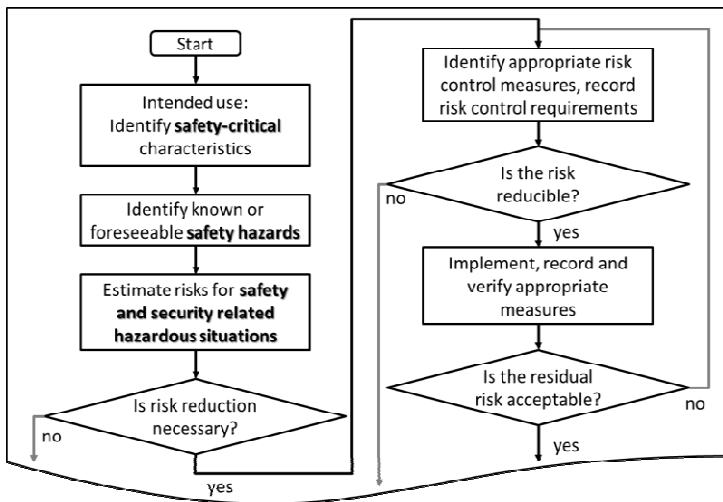 Start
Intended use:
Identify safety-critical
characteristics
Identify known or
foreseeable safety hazards
Estimate risks for safety
and security related
hazardous situations
Is risk reduction
necessary?
no
yes
Identify appropriate risk
control measures, record
risk control requirements
Is the risk
reducible?
no
yes
Implement, record and
verify appropriate
measures
Is the residual
risk acceptable?
no
yes